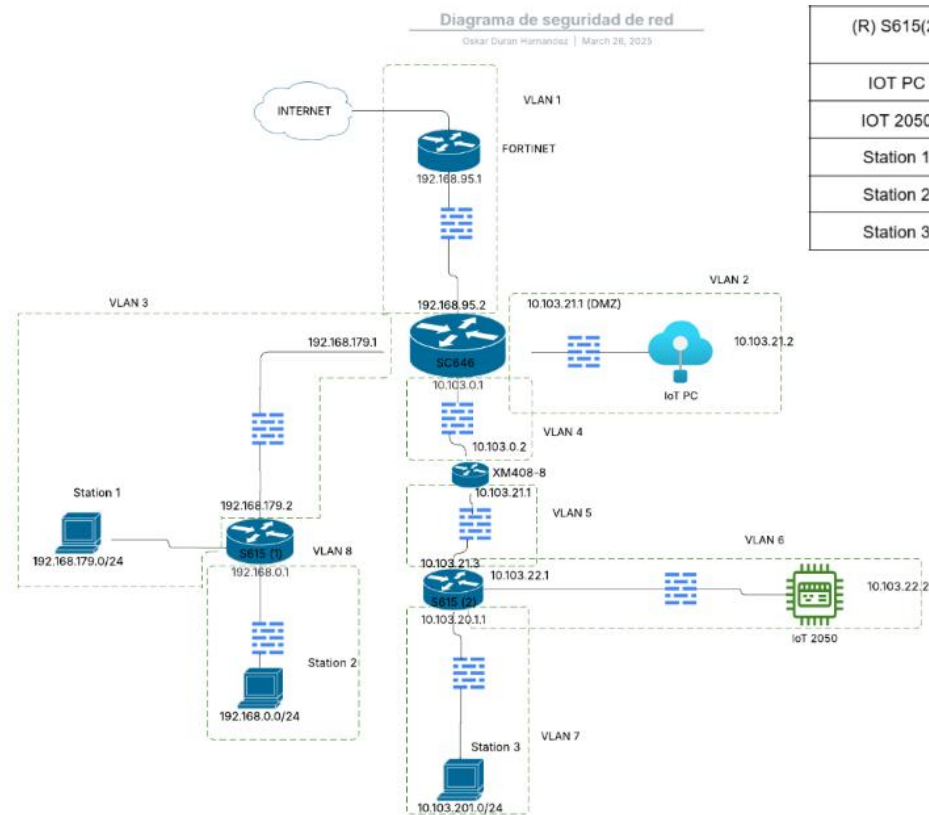 Diagrama de seguridad de red
Oskar Duran Hernandez | March 26, 2025
(R) S615(2
IOT PC
IOT 2050
Station 1
Station 2
Station 3
INTERNET
VLAN 1
FORTINET
192.168.95.1
VLAN 3
192.168.95.2
VLAN 2
10.103.21.1 (DMZ)
192.168.179.1
SC646
10.103.21.2
IoT PC
10.103.0.1
VLAN 4
10.103.0.2
XM408-8
10.103.21.1
Station 1
192.168.179.2
VLAN 5
S615 (1)
VLAN 8
192.168.179.0/24
192.168.0.1
VLAN 6
10.103.21.3
10.103.22.1
10.103.22.2
S615 (2)
10.103.20.1.1
IoT 2050
Station 2
192.168.0.0/24
VLAN 7
Station 3
10.103.201.0/24